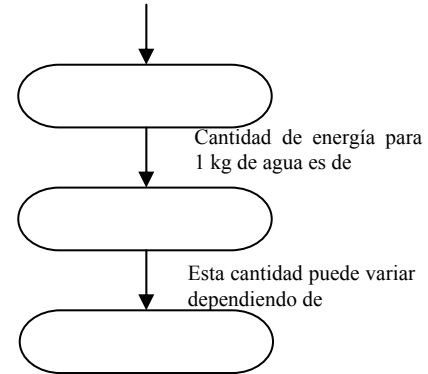 Cantidad de energía para
1 kg de agua es de
Esta cantidad puede variar
dependiendo de